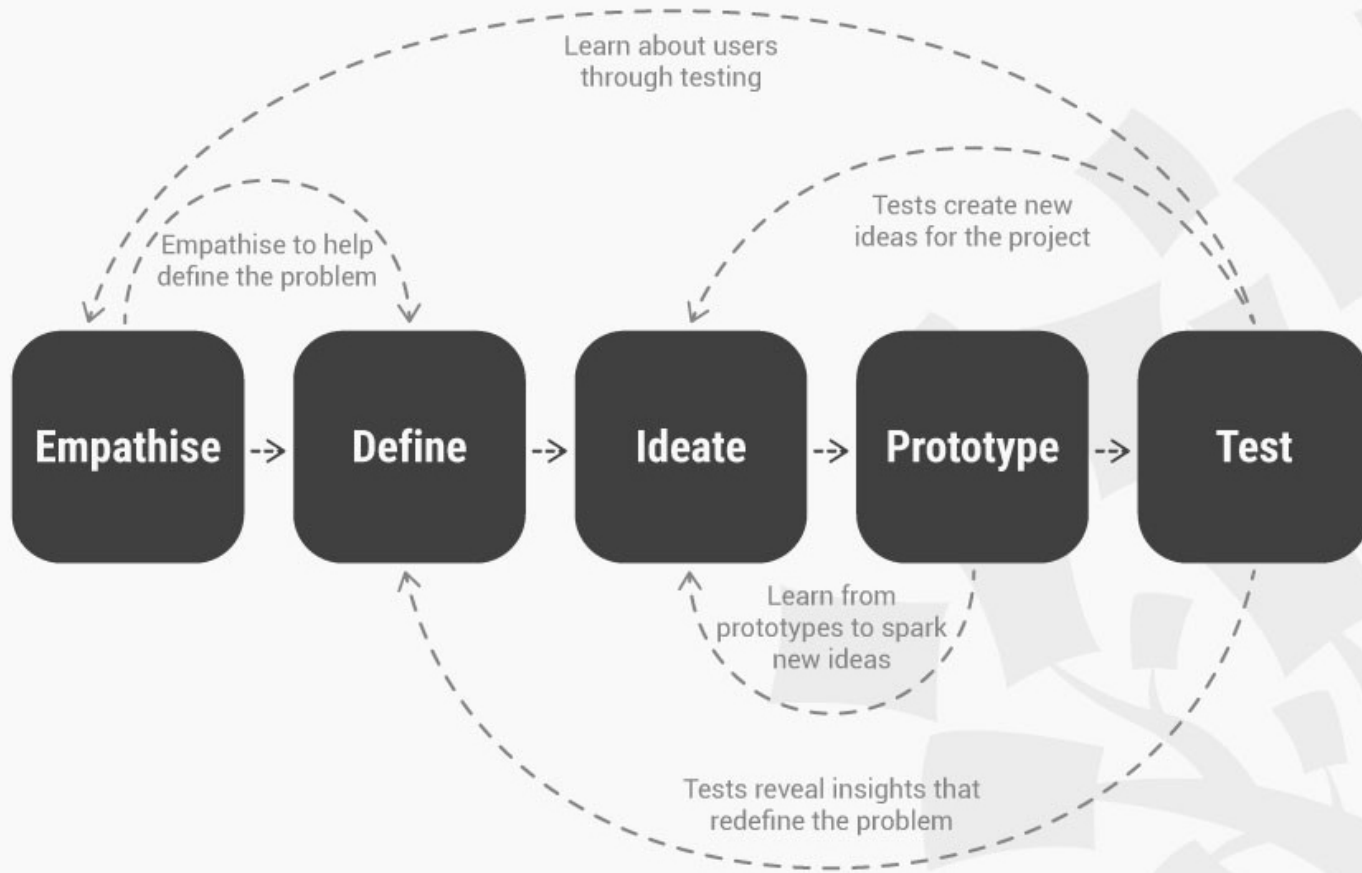 Learn about users
through testing
Tests create new
ideas for the project
Empathise to help
define the problem
Empathise
Define
Ideate
Prototype
Test
Learn from
prototypes to spark
new ideas
Tests reveal insights that
redefine the problem